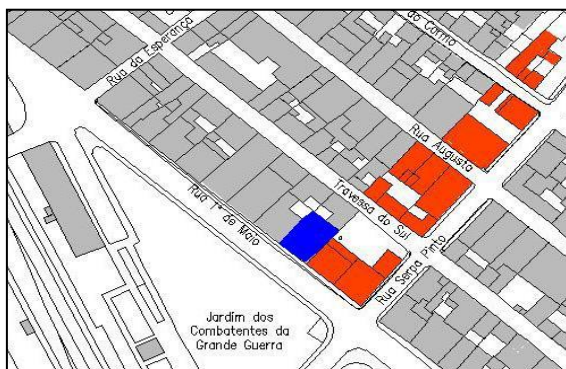 do Corrrio
Rua da Esperança
Rua Augusta
Travessa do Sul
Rua 1º de Maio
Rua Serpa Pinto
Jardim dos
Combatentes da
Grande Guerra